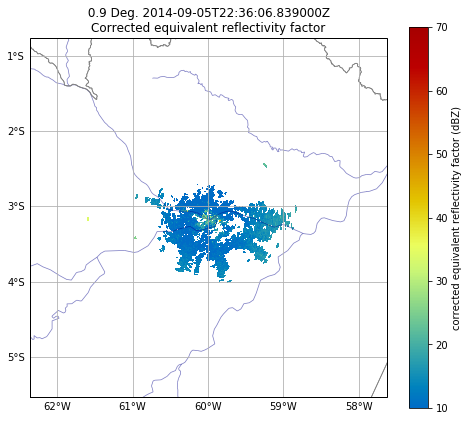 0.9 Deg. 2014-09-05T22:36:06.839000Z
Corrected equivalent reflectivity factor
1°S
2°S
3°S
4°S
5°S
62°W
61°W
60°W
59°W
58°W
70
60
50
40
30
20
10
corrected equivalent reflectivity factor (dBZ)